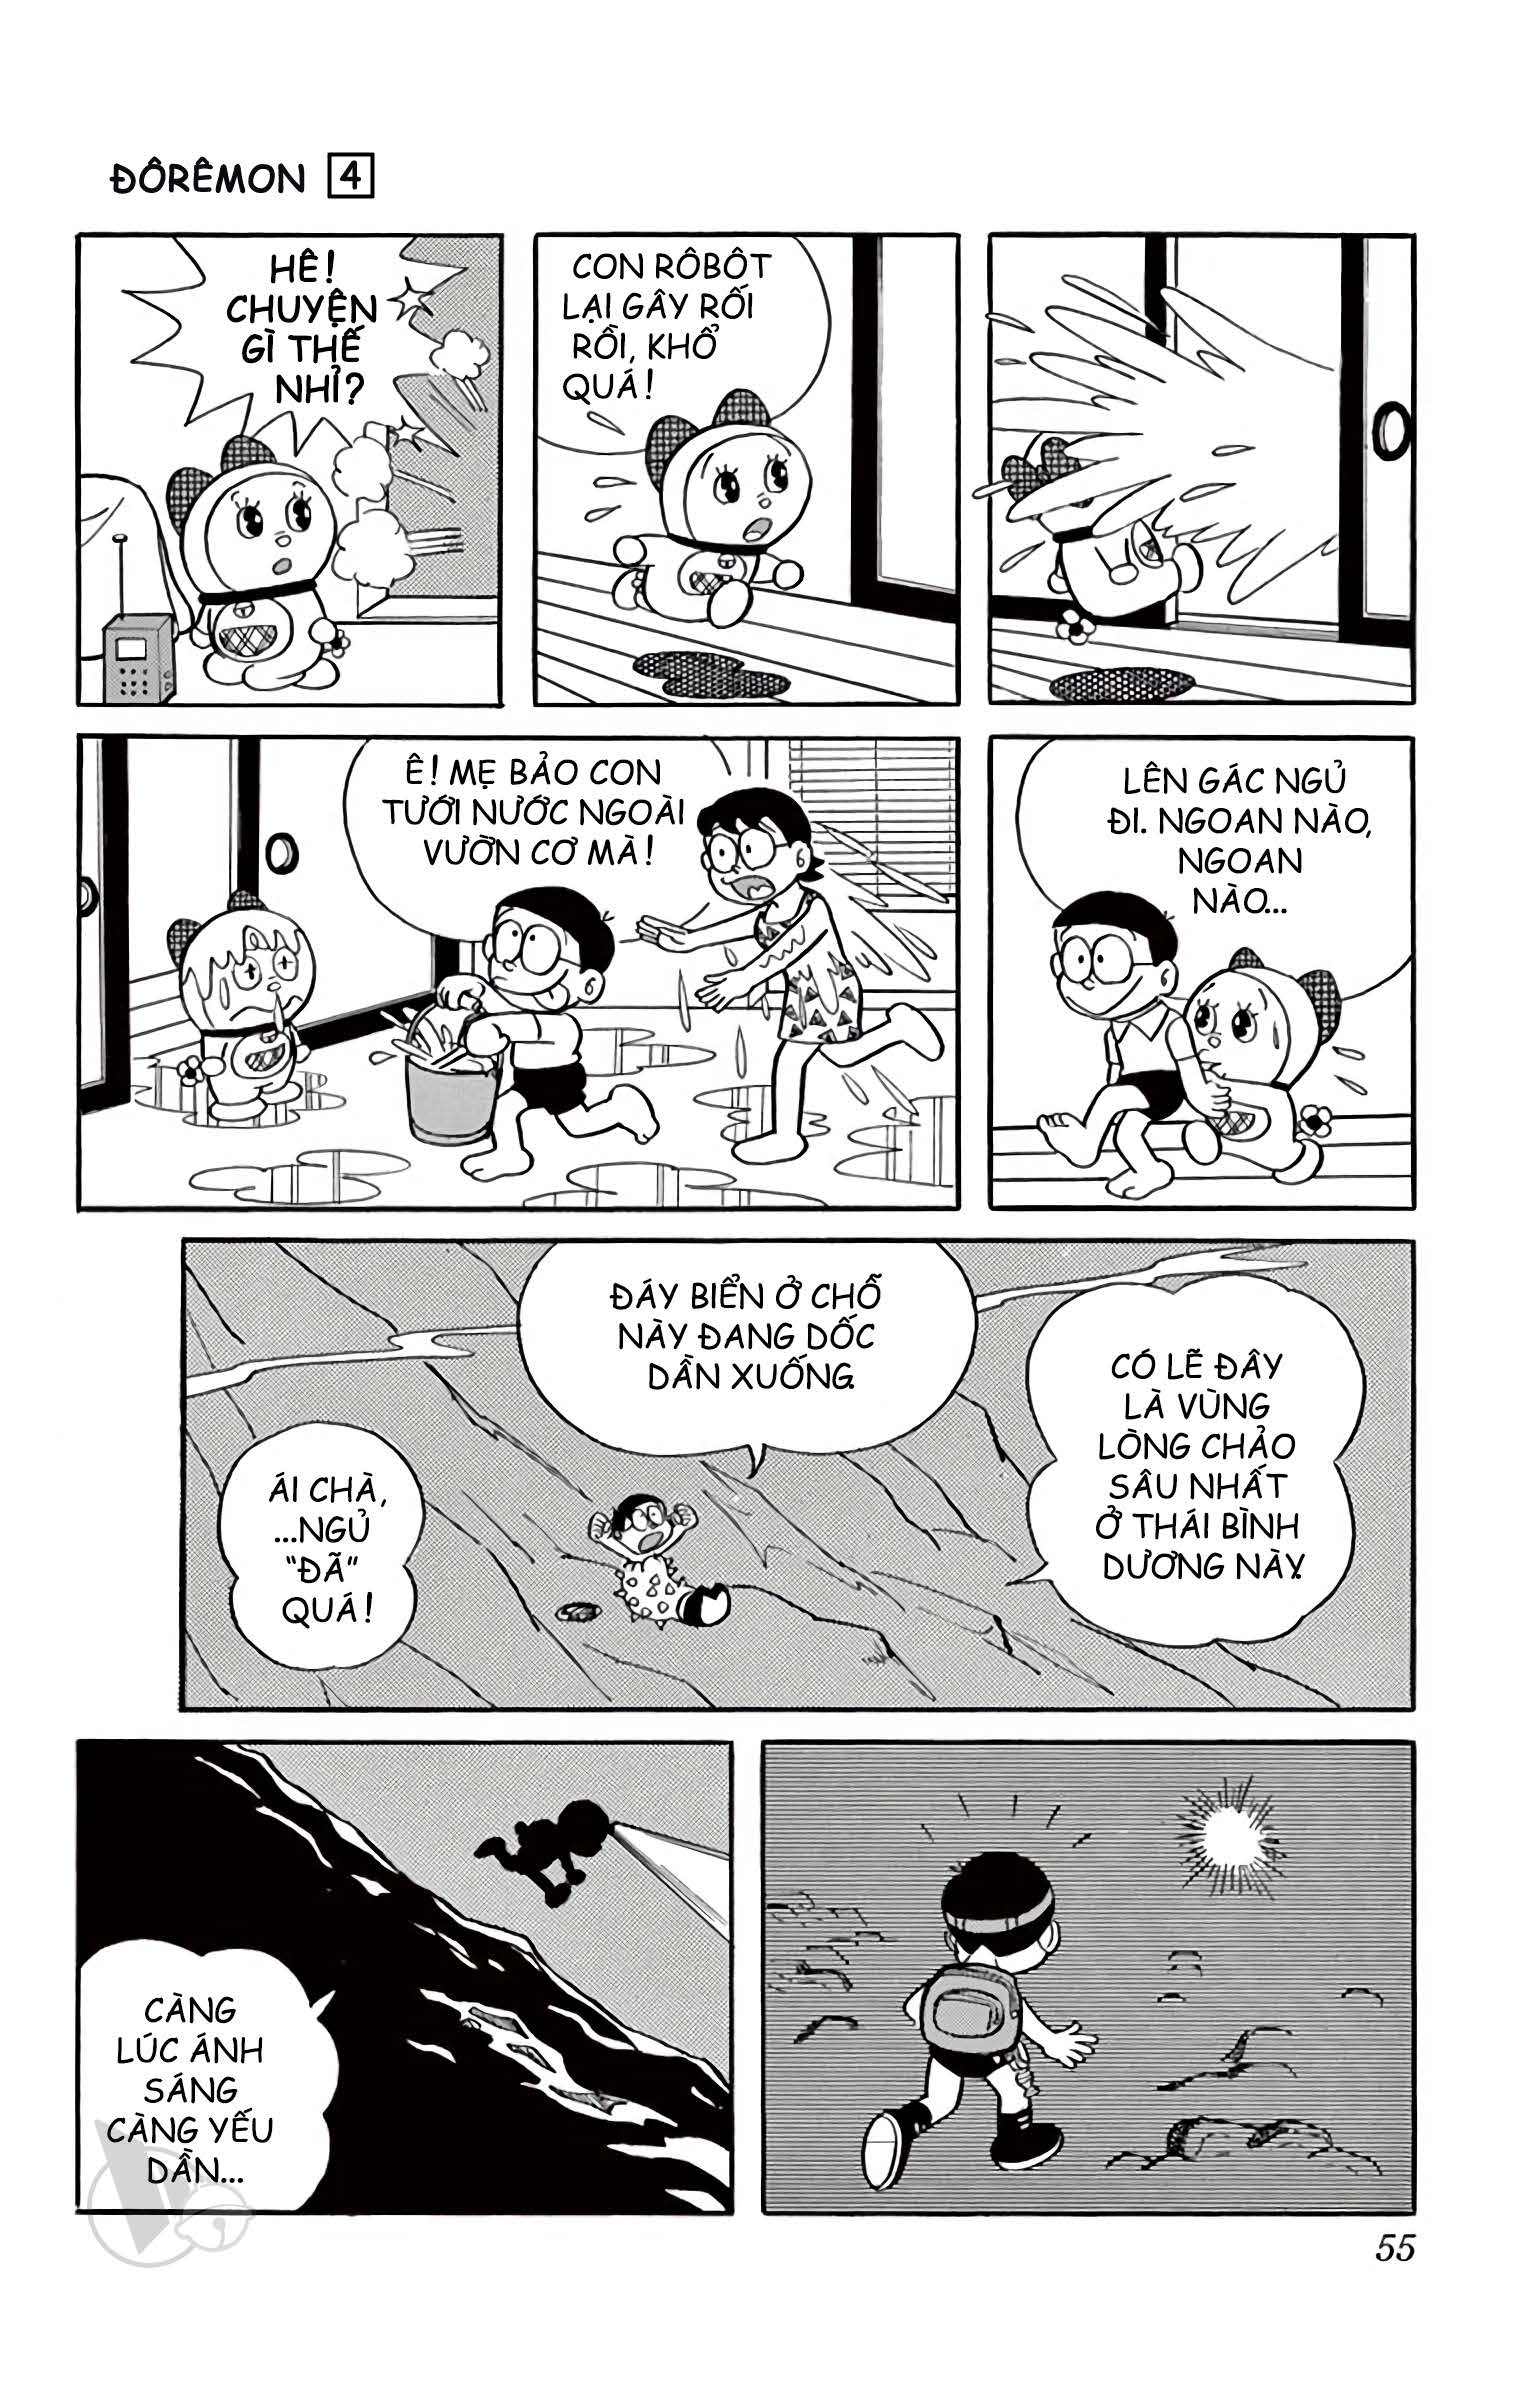 ĐÔRÊMON 4
HÊ!
CHUYỆN
GÌ THẾ
NHỈ?
CON RÔBÔT
LẠI GÂY RỐI
RỒI, KHỔ
QUÁ!
Ê! MẸ BẢO CON
TƯỚI NƯỚC NGOÀI
VƯỜN CƠ MÀ!
LÊN GÁC NGỦ
ĐI. NGOAN NÀO,
NGOAN
NÀO...
ÁI CHÀ,
...NGỦ
“ĐÔ
QUÁ!
ĐÁY BIỂN Ở CHỖ
NÀY ĐANG DỐC
DẦN XUỐNG.
CÓ LẼ ĐÂY
LÀ VÙNG
LÒNG CHẢO
SÂU NHẤT
Ở THÁI BÌNH
DƯƠNG NÀY.
CÀNG
LÚC ÁNH
SÁNG
CÀNG YẾU
DẦN...
55